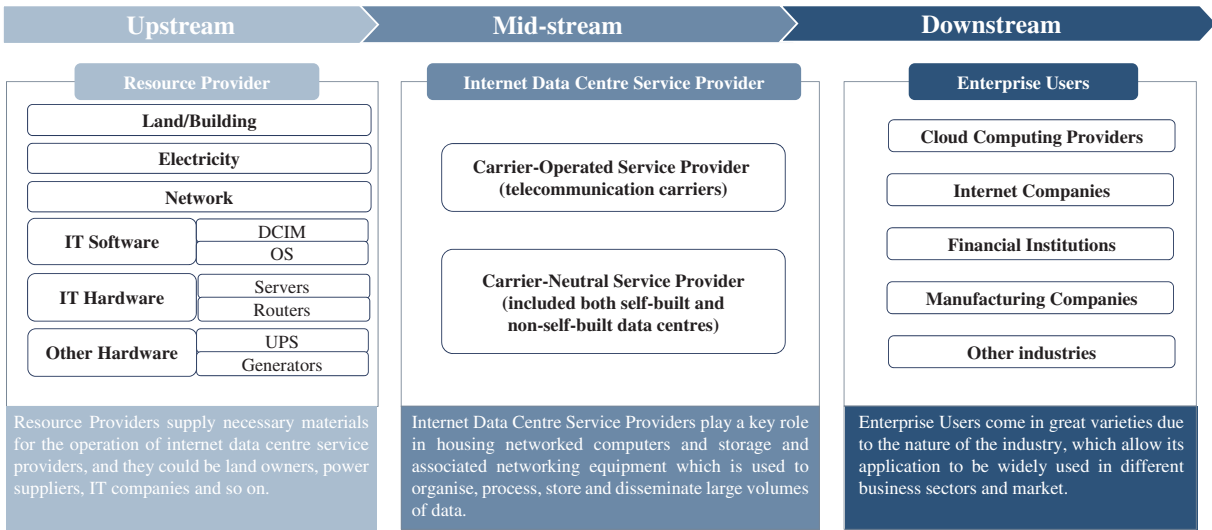 Upstream
Mid-stream
Downstream
Resource Provider
Land/Building
Electricity
Network
IT Software
DCIM
OS
IT Hardware
Servers
Routers
Other Hardware
UPS
Generators
Resource Providers supply necessary materials
for the operation of internet data centre service
providers, and they could be land owners, power
suppliers, IT companies and so on.
Internet Data Centre Service Provider
Carrier-Operated Service Provider
(telecommunication carriers)
Carrier-Neutral Service Provider
(included both self-built and
non-self-built data centres)
Internet Data Centre Service Providers play a key role
in housing networked computers and storage and
associated networking equipment which is used to
organise, process, store and disseminate large volumes
of data.
Enterprise Users
Cloud Computing Providers
Internet Companies
Financial Institutions
Manufacturing Companies
Other industries
Enterprise Users come in great varieties due
to the nature of the industry, which allow its
application to be widely used in different
business sectors and market.